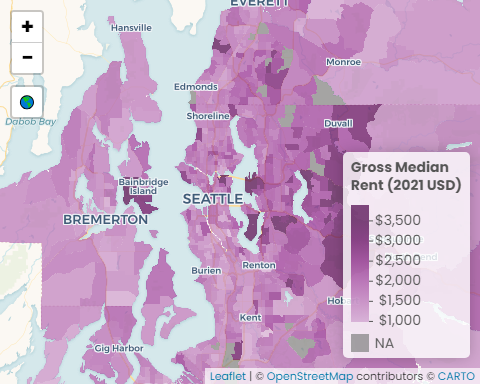 EVERETT
+
−
Hansville
Monroe
Edmonds
Dabob Bay
Shoreline
Duvall
Gross Median
Rent (2021 USD)
Bainbridge
Island
SEATTLE
BREMERTON
$3,500
$3,000
$2,500
$2,000
$1,500
$1,000
NA
Burien
Renton
Kent
Gig Harbor
Leaflet | © OpenStreetMap contributors © CARTO